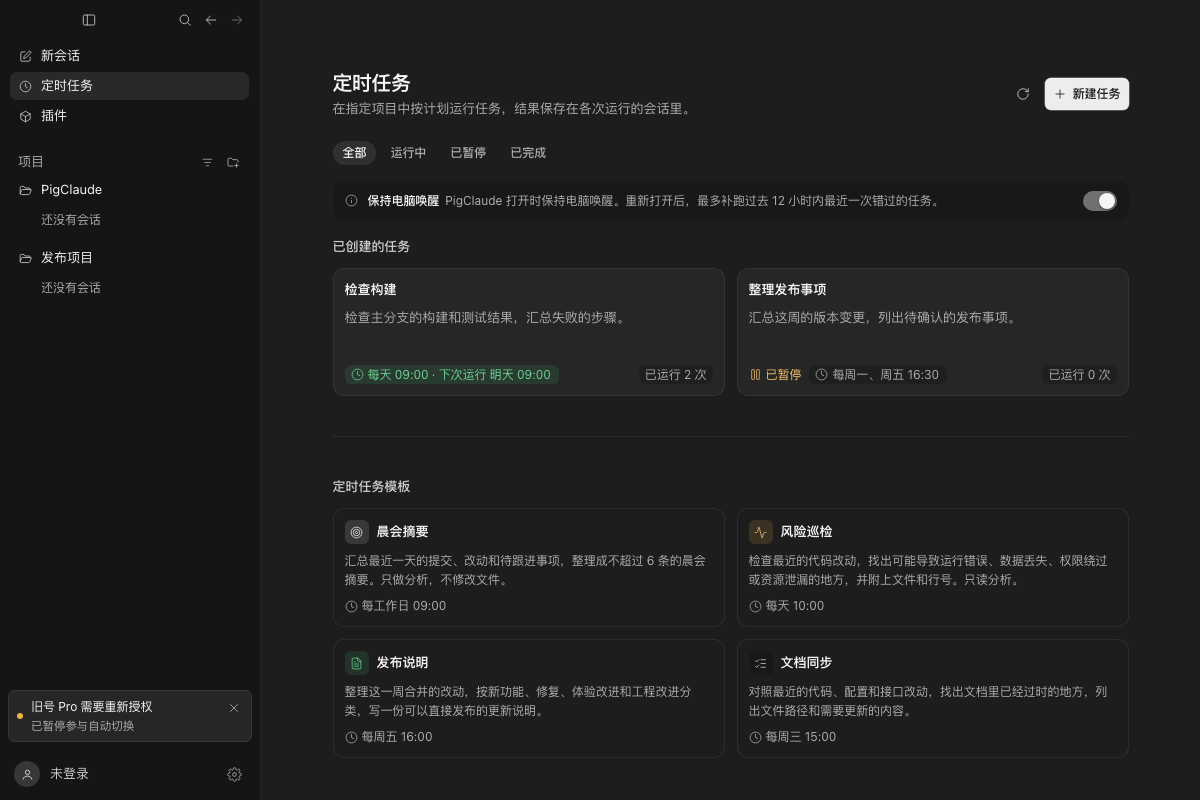 新会话
定时任务
插件
项目
PigClaude
还没有会话
发布项目
还没有会话
旧号 Pro 需要重新授权
已暂停参与自动切换
未登录
定时任务
在指定项目中按计划运行任务，结果保存在各次运行的会话里。
新建任务
全部 运行中 已暂停 已完成
保持电脑唤醒 PigClaude 打开时保持电脑唤醒。重新打开后，最多补跑过去 12 小时内最近一次错过的任务。
已创建的任务
检查构建
检查主分支的构建和测试结果，汇总失败的步骤。
每天 09:00 · 下次运行 明天 09:00 已运行 2 次
整理发布事项
汇总这周的版本变更，列出待确认的发布事项。
已暂停 每周一、周五 16:30 已运行 0 次
定时任务模板
晨会摘要
汇总最近一天的提交、改动和待跟进事项，整理成不超过 6 条的晨会
摘要。只做分析，不修改文件。
每工作日 09:00
风险巡检
检查最近的代码改动，找出可能导致运行错误、数据丢失、权限绕过
或资源泄漏的地方，并附上文件和行号。只读分析。
每天 10:00
发布说明
整理这一周合并的改动，按新功能、修复、体验改进和工程改进分
类，写一份可以直接发布的更新说明。
每周五 16:00
文档同步
对照最近的代码、配置和接口改动，找出文档里已经过时的地方，列
出文件路径和需要更新的内容。
每周三 15:00